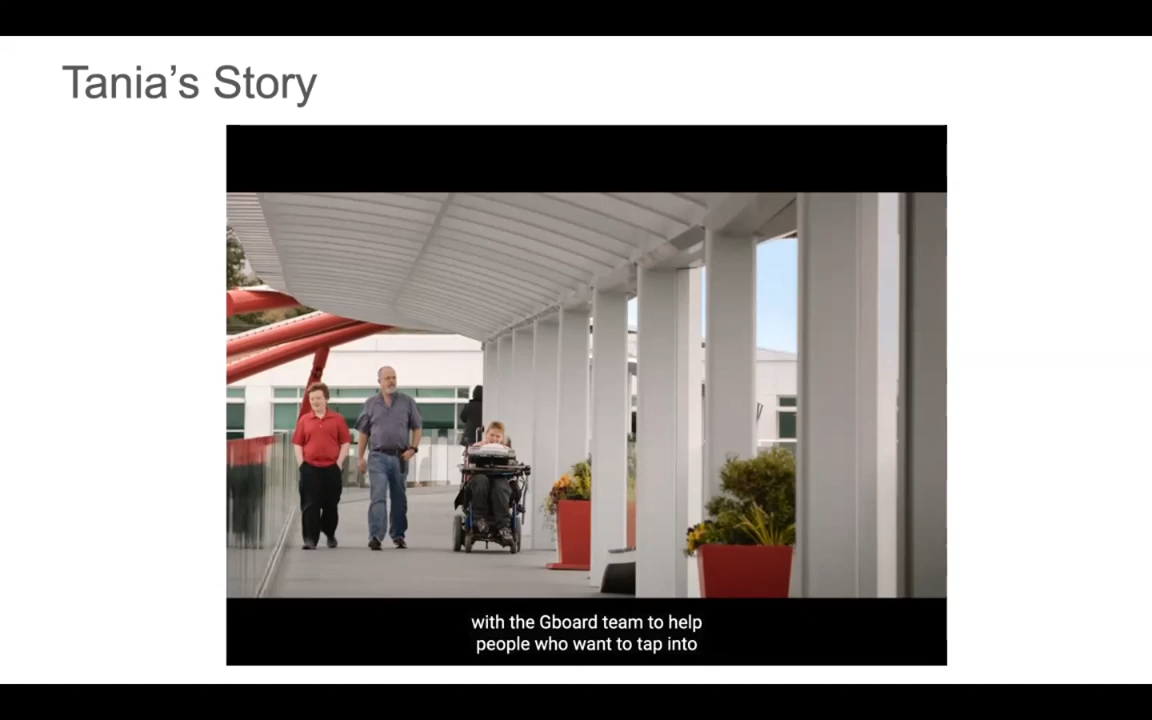 Tania’s Story
with the Gboard team to help
people who want to tap into